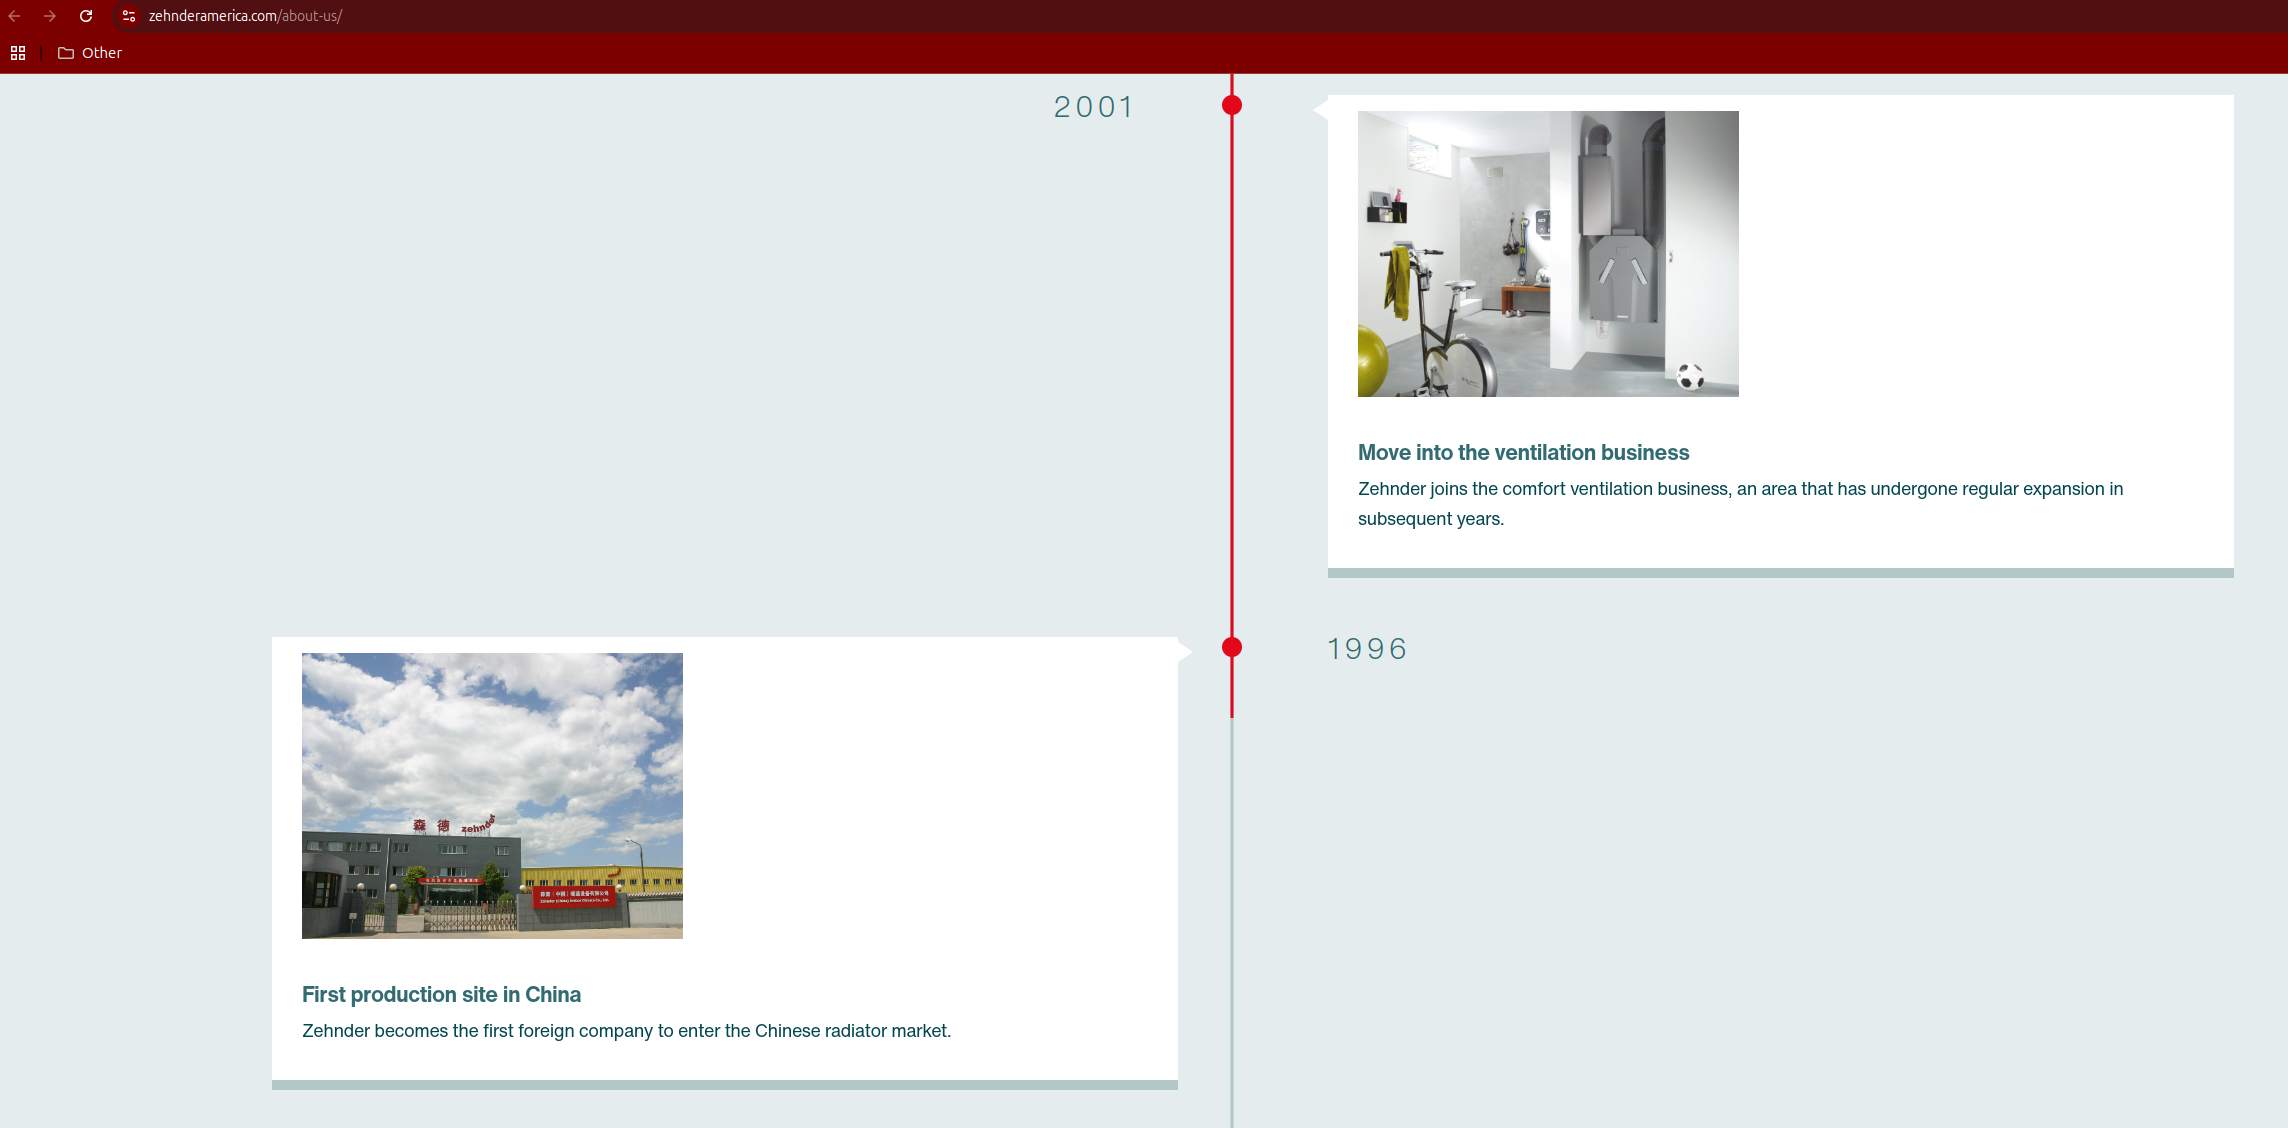 zehnderamerica.com/about-us/
Other
2001
Move into the ventilation business
Zehnder joins the comfort ventilation business, an area that has undergone regular expansion in
subsequent years.
1996
森 德 zehnder
First production site in China
Zehnder becomes the first foreign company to enter the Chinese radiator market.